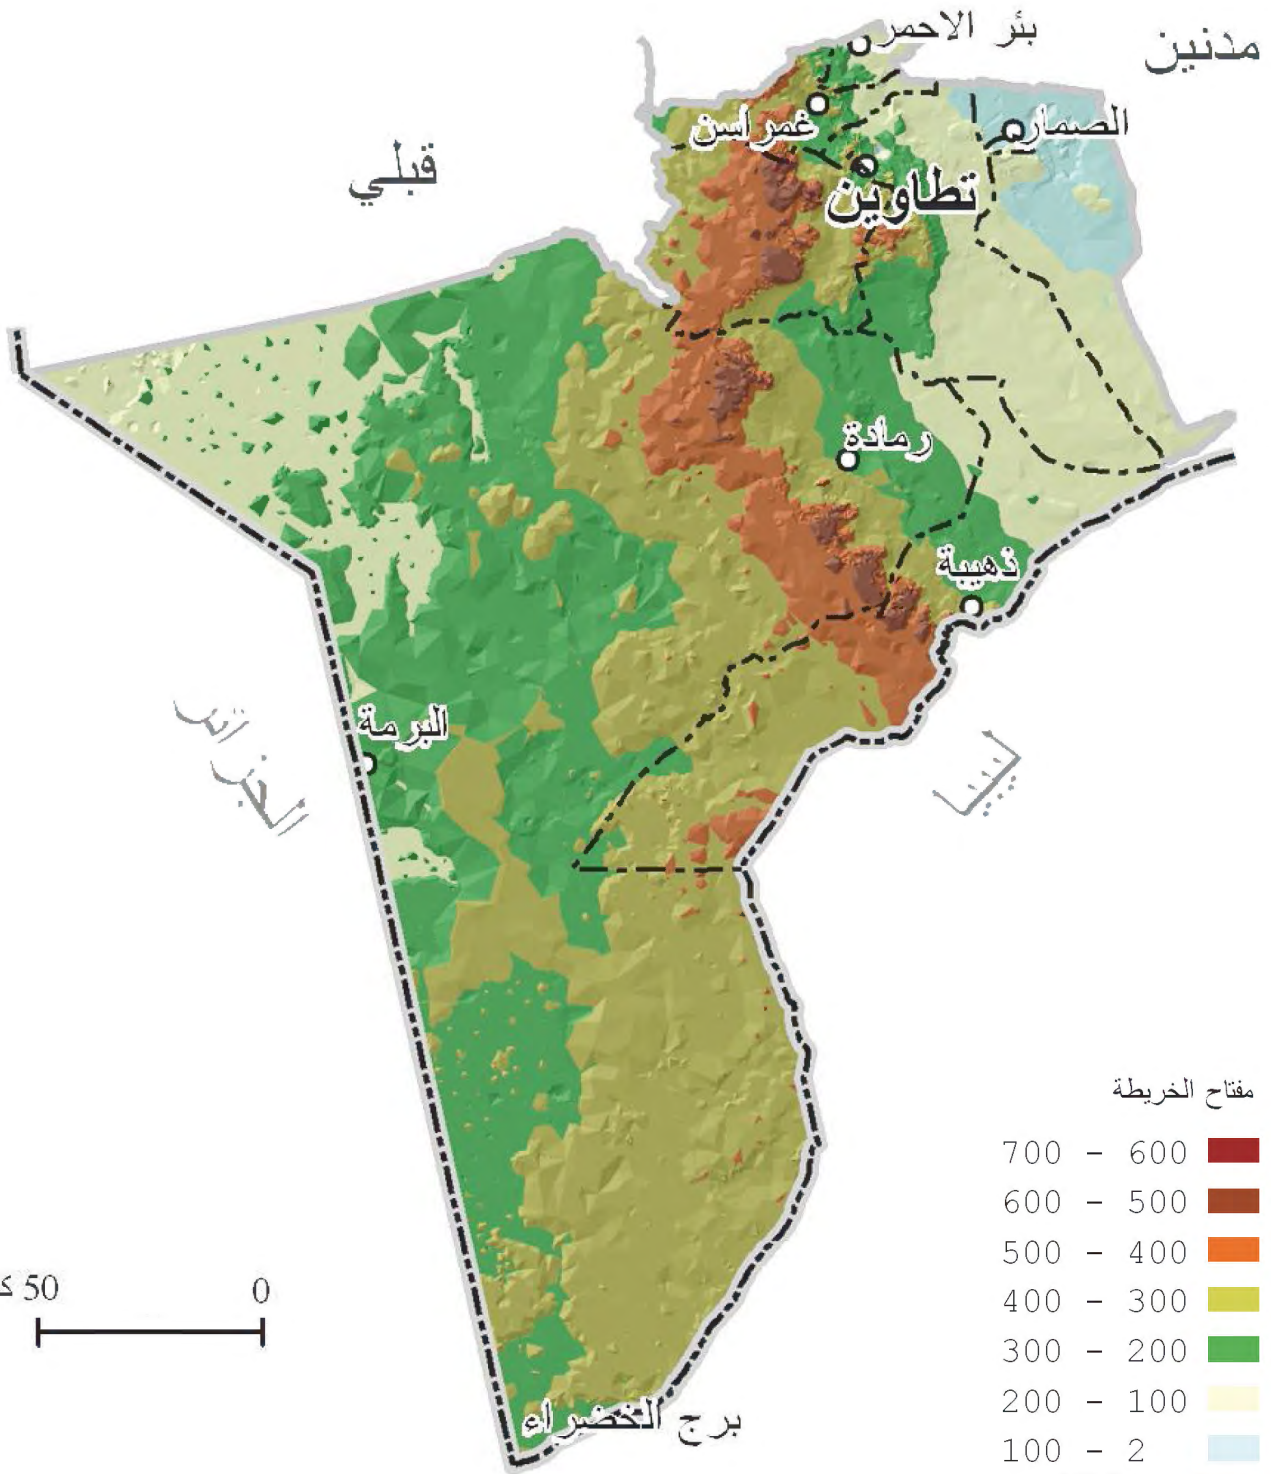 بئر الاحمر
مدنين
غمراسن
الصمار
قبلي
تطاوين
رمادة
ذهيبة
البرمة
الجزائر
ليبيا
برج الخضراء
مفتاح الخريطة
700 - 600
600 - 500
500 - 400
400 - 300
300 - 200
200 - 100
100 - 2
50 ك
0